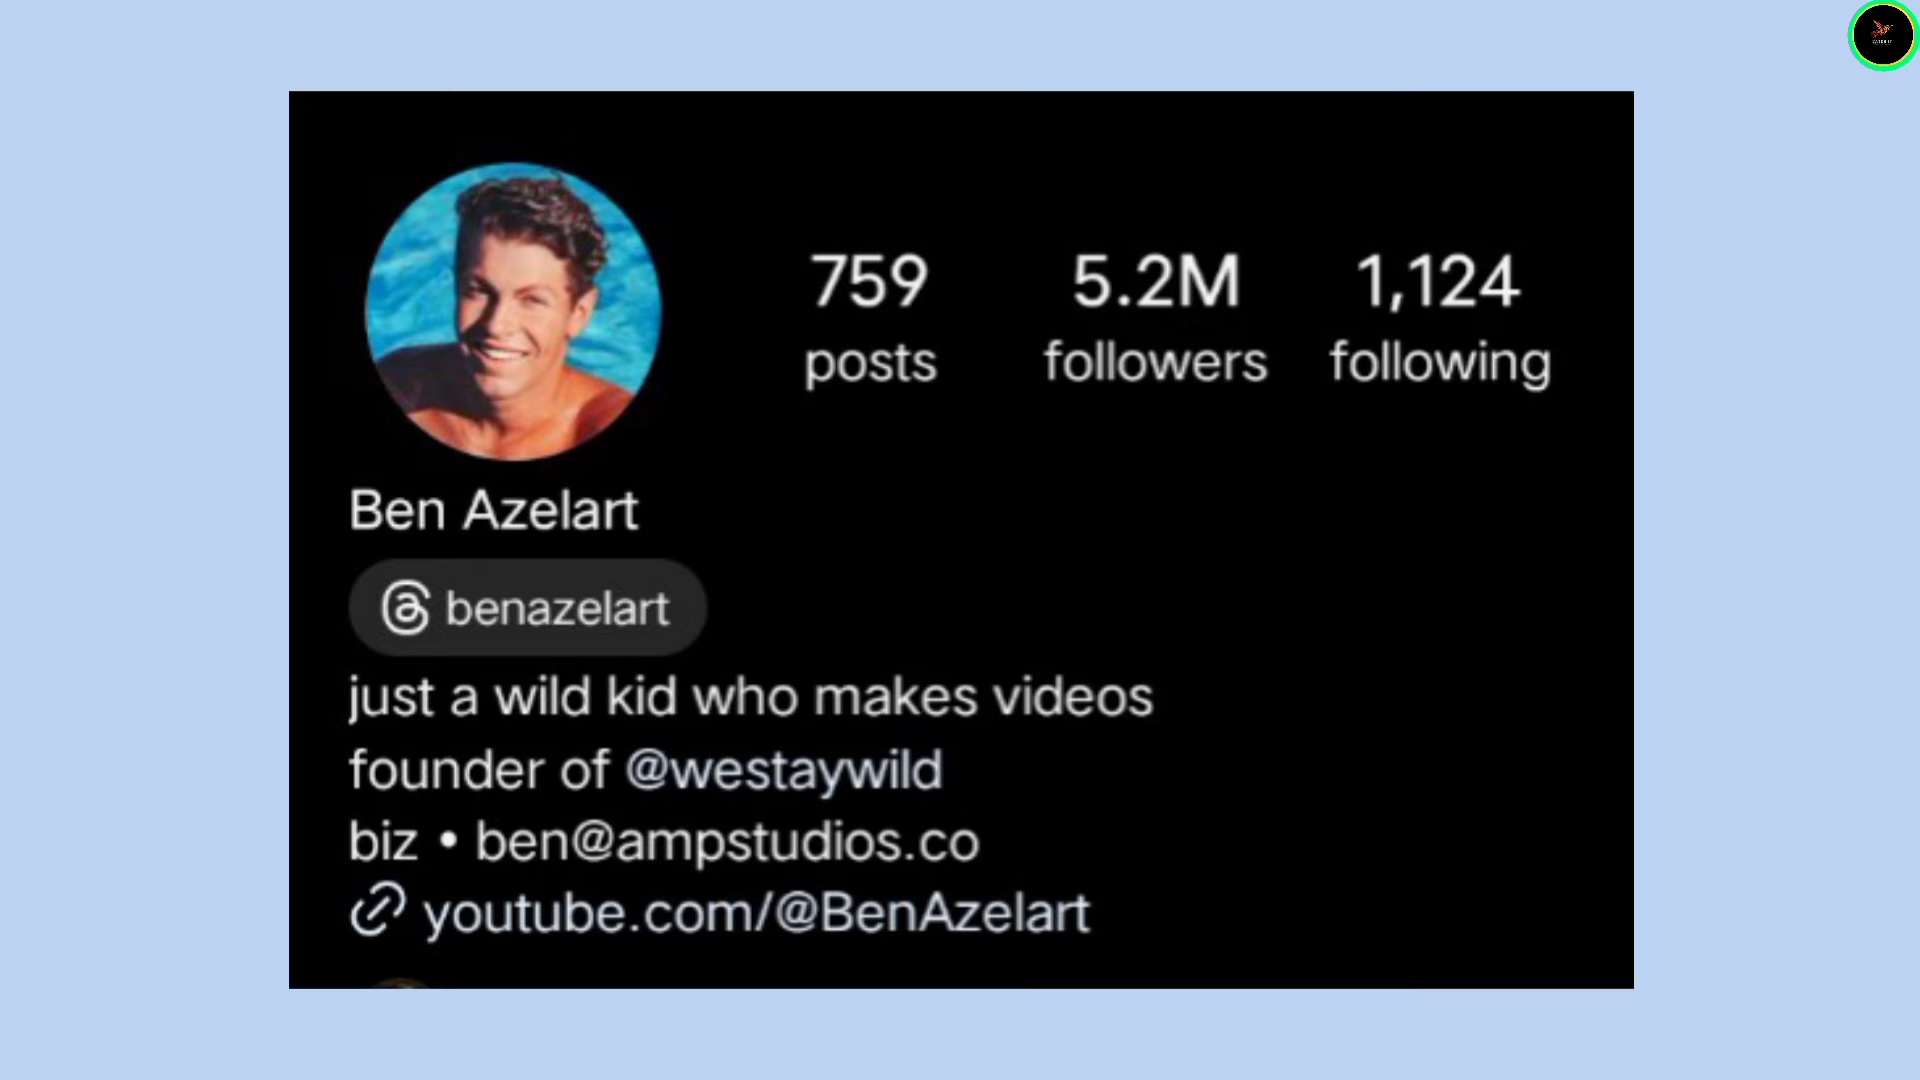 759 5.2M 1,124
posts followers following
Ben Azelart
benazelart
just a wild kid who makes videos
founder of @westaywild
biz • ben@ampstudios.co
youtube.com/@BenAzelart